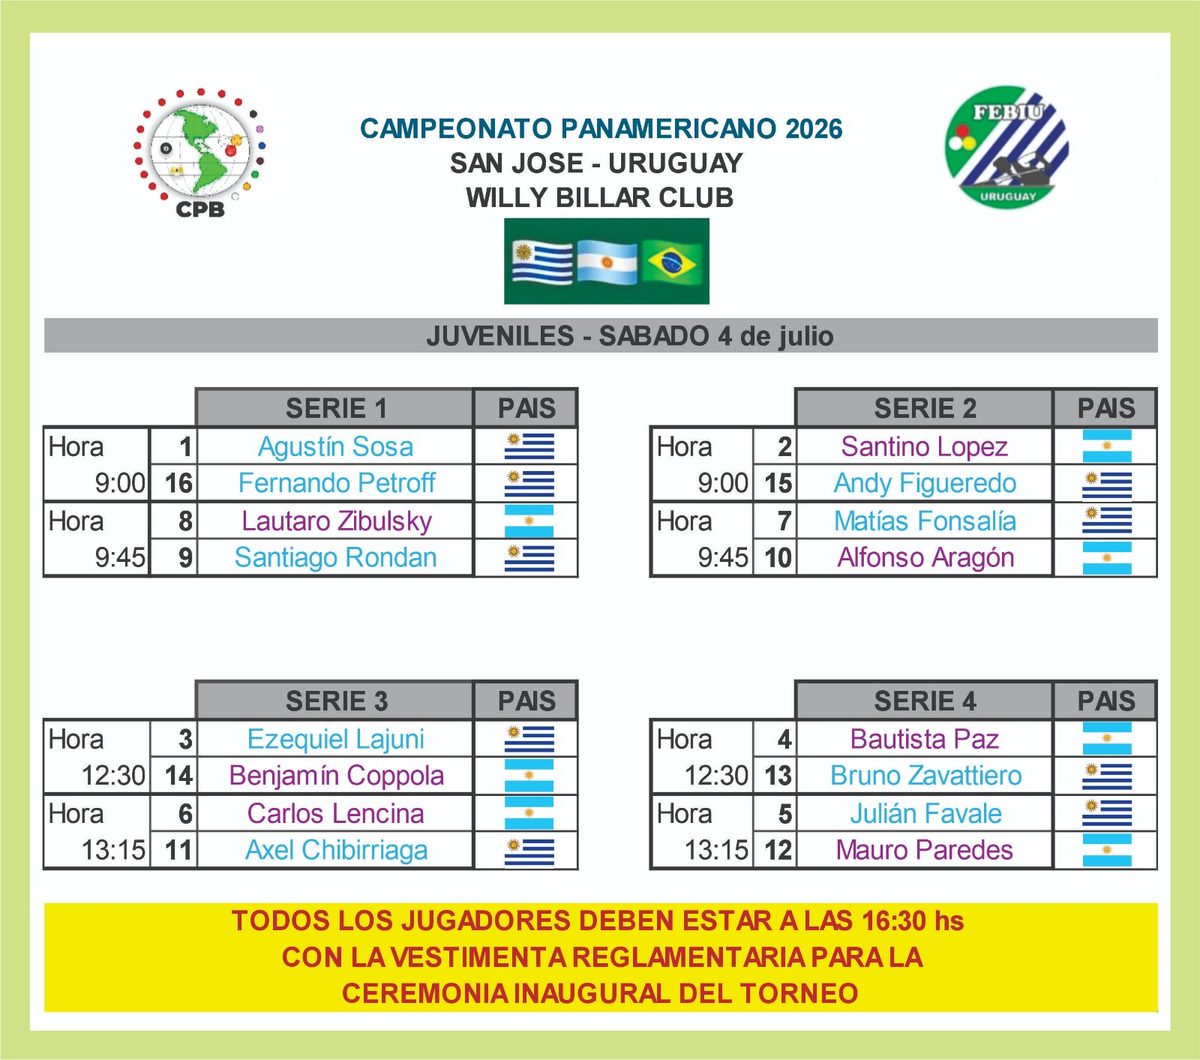 CAMPEONATO PANAMERICANO 2026
SAN JOSE - URUGUAY
WILLY BILLAR CLUB
CPB
FEBIU
URUGUAY
JUVENILES - SABADO 4 de julio
SERIE 1 PAIS
Hora 1 Agustín Sosa
9:00 16 Fernando Petroff
Hora 8 Lautaro Zibulsky
9:45 9 Santiago Rondan
SERIE 2 PAIS
Hora 2 Santino Lopez
9:00 15 Andy Figueredo
Hora 7 Matías Fonsalía
9:45 10 Alfonso Aragón
SERIE 3 PAIS
Hora 3 Ezequiel Lajuni
12:30 14 Benjamín Coppola
Hora 6 Carlos Lencina
13:15 11 Axel Chibirriaga
SERIE 4 PAIS
Hora 4 Bautista Paz
12:30 13 Bruno Zavattiero
Hora 5 Julián Favale
13:15 12 Mauro Paredes
TODOS LOS JUGADORES DEBEN ESTAR A LAS 16:30 hs
CON LA VESTIMENTA REGLAMENTARIA PARA LA
CEREMONIA INAUGURAL DEL TORNEO